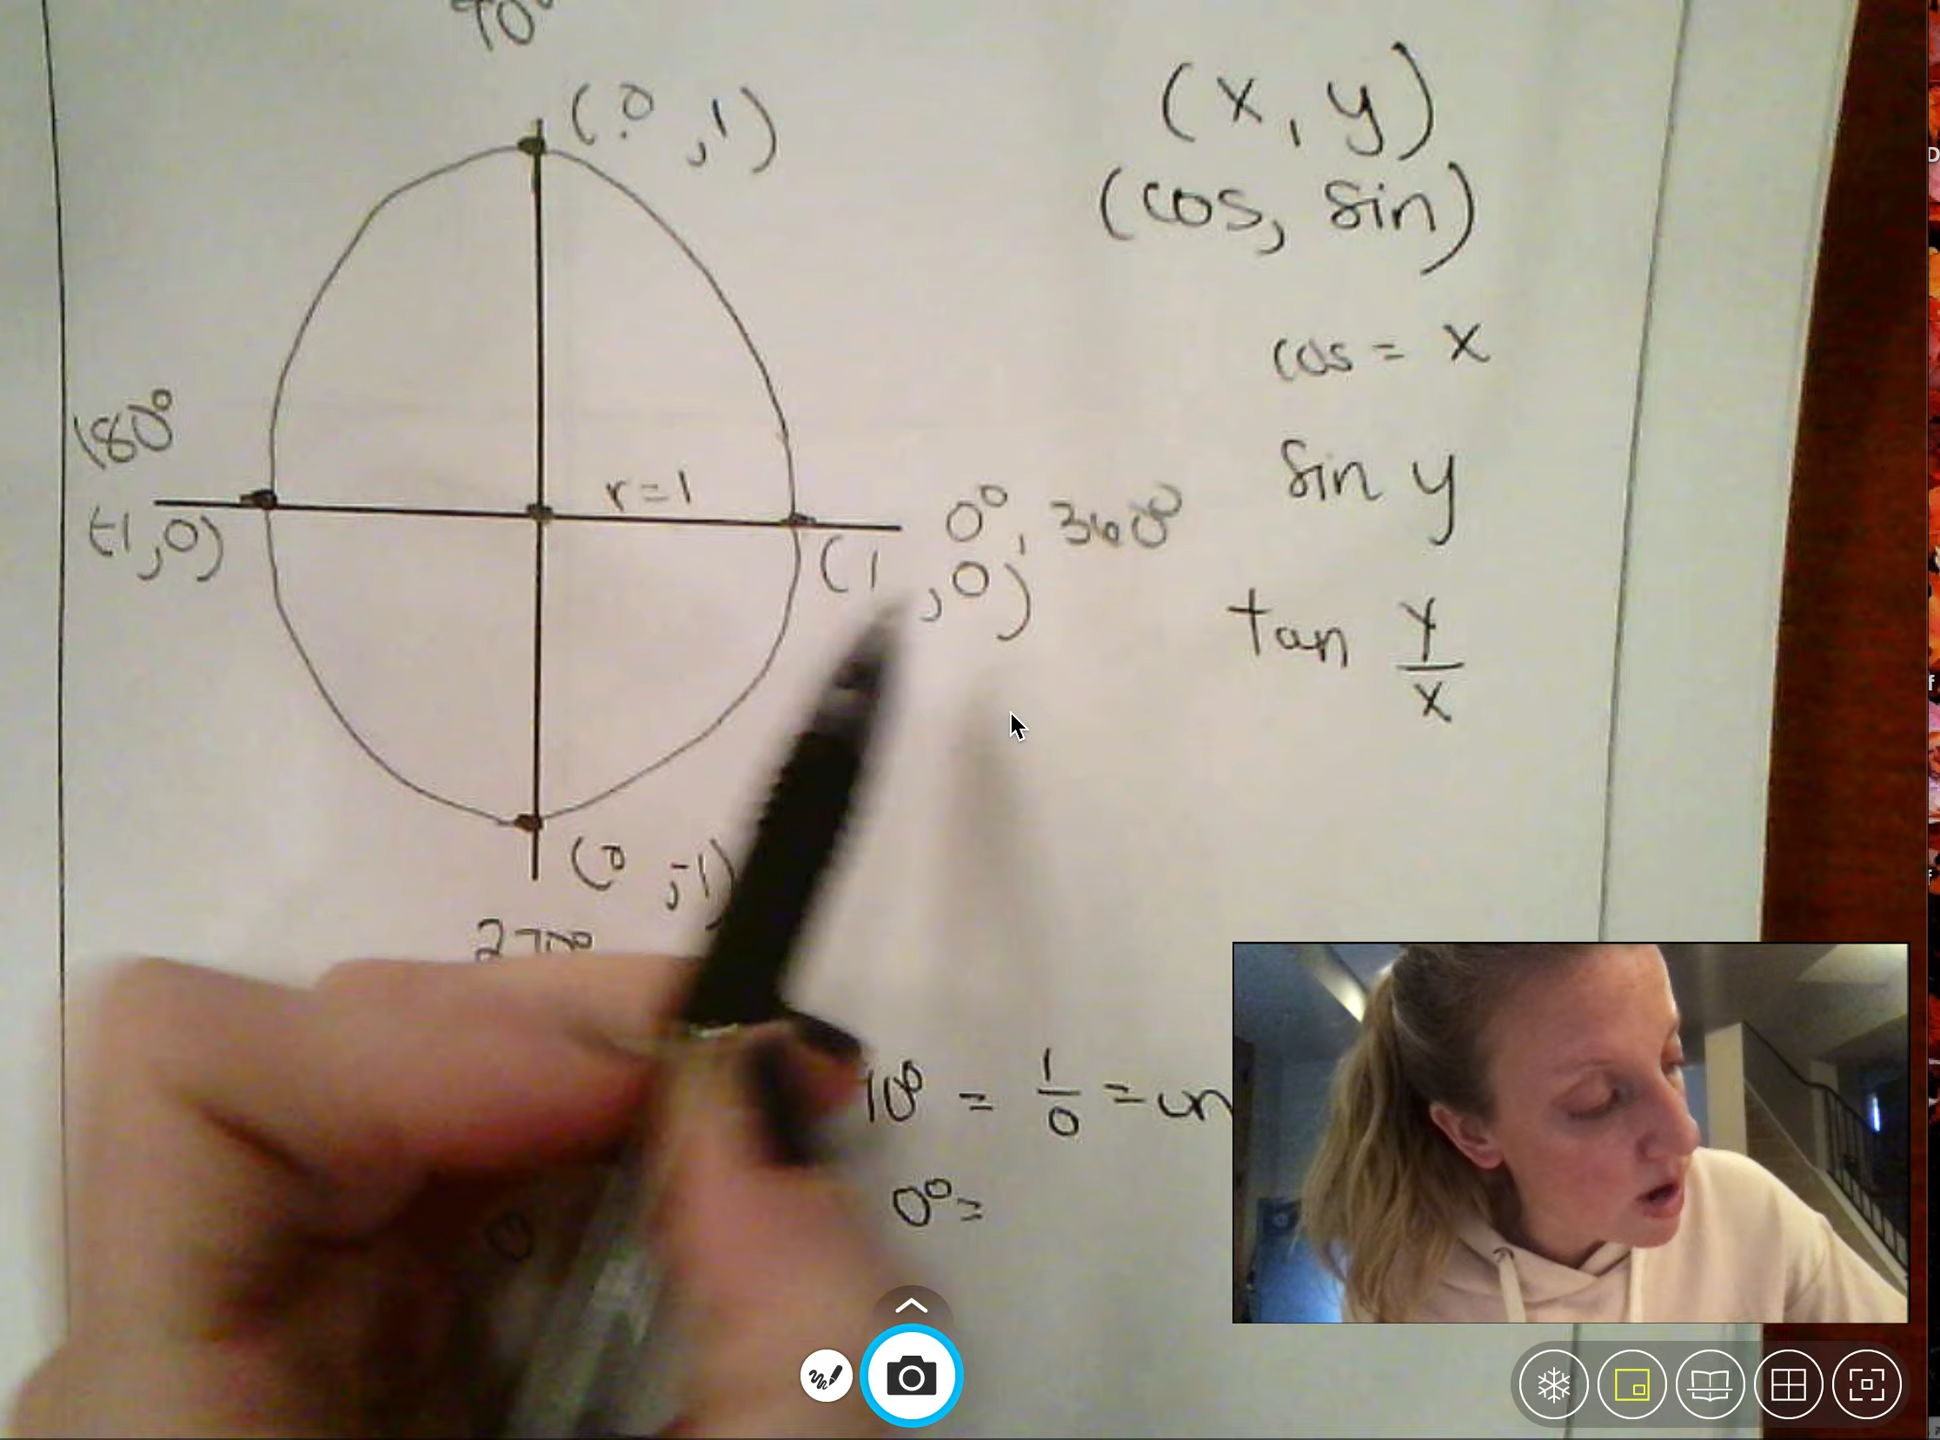 (0, 1)
(x, y)
(cos, sin)
cos = x
180°
r=1
0°, 360°
sin y
(-1, 0)
(1, 0)
tan y/x
(0, -1)
270°
= 1/0 = un
0° =